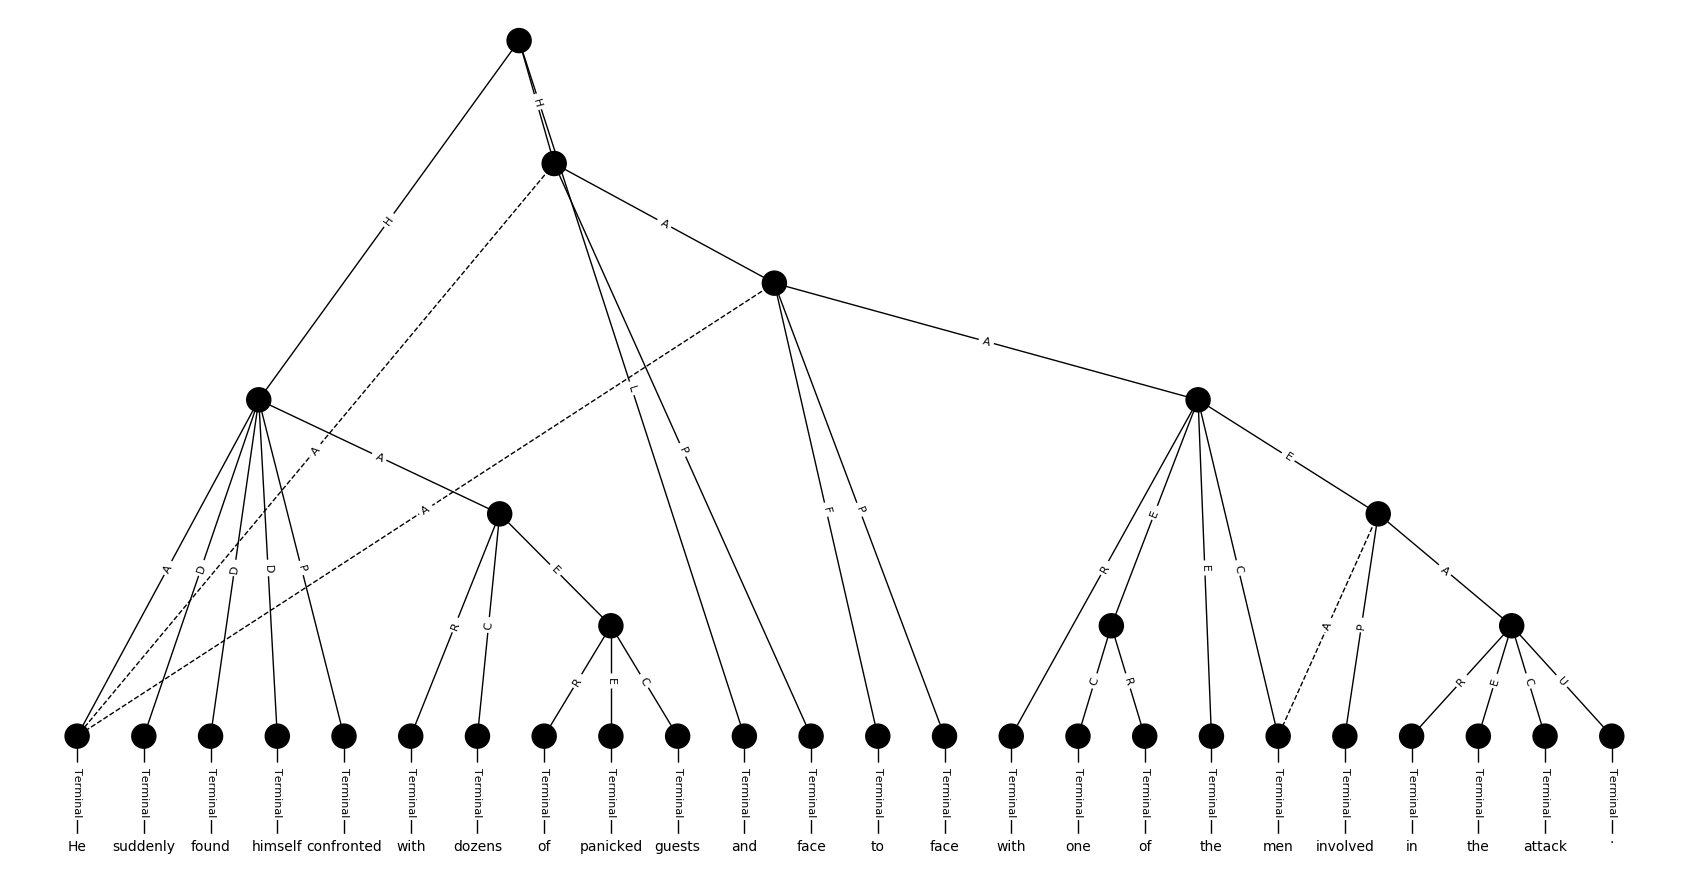 H
H
A
A
A
L
P
A
A
E
A
F
P
E
A
D
D
D
P
E
R
E
C
A
R
C
A
P
R
E
C
C
R
R
E
C
U
Terminal Terminal Terminal Terminal Terminal Terminal Terminal Terminal Terminal Terminal Terminal Terminal Terminal Terminal Terminal Terminal Terminal Terminal Terminal Terminal Terminal Terminal Terminal Terminal
He suddenly found himself confronted with dozens of panicked guests and face to face with one of the men involved in the attack .